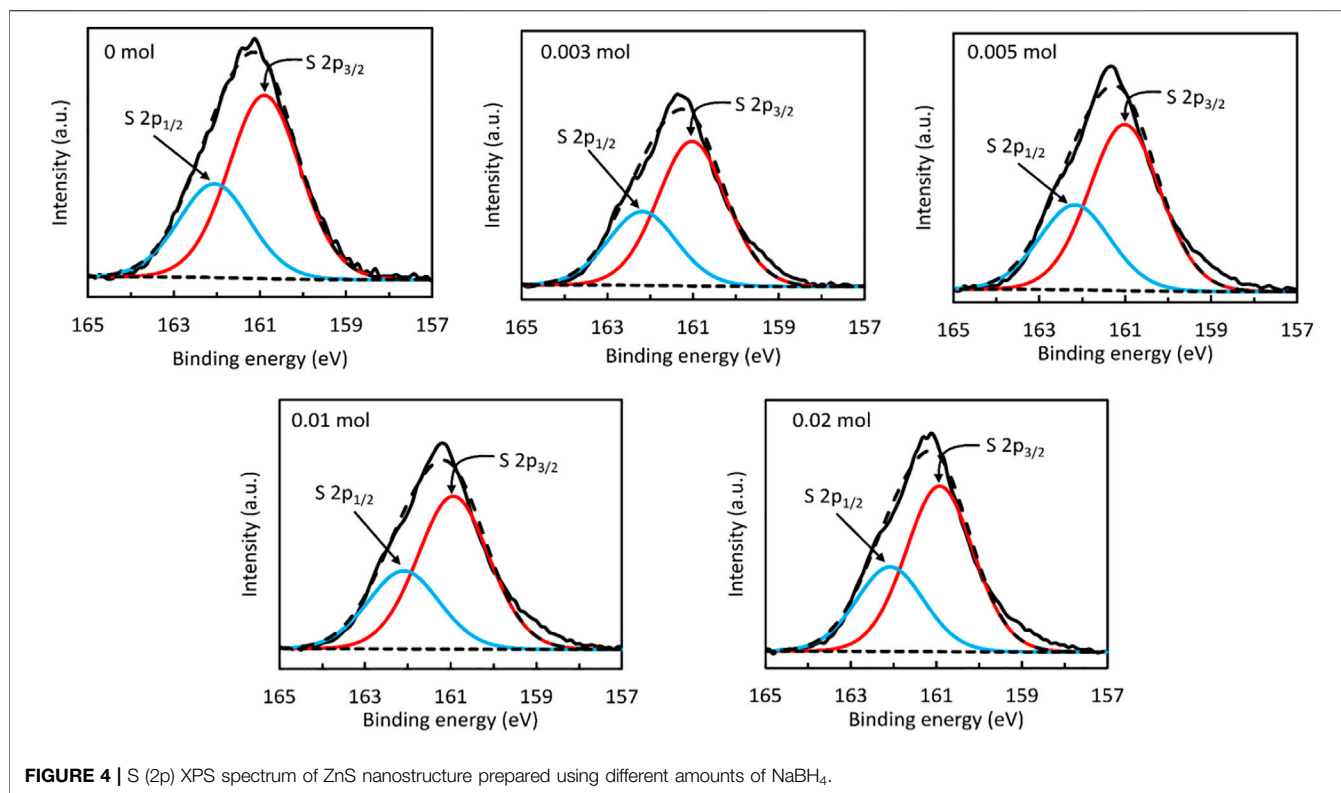 0 mol
S 2p3/2
S 2p1/2
Intensity (a.u.)
165 163 161 159 157
Binding energy (eV)
0.003 mol
S 2p3/2
S 2p1/2
Intensity (a.u.)
165 163 161 159 157
Binding energy (eV)
0.005 mol
S 2p3/2
S 2p1/2
Intensity (a.u.)
165 163 161 159 157
Binding energy (eV)
0.01 mol
S 2p3/2
S 2p1/2
Intensity (a.u.)
165 163 161 159 157
Binding energy (eV)
0.02 mol
S 2p3/2
S 2p1/2
Intensity (a.u.)
165 163 161 159 157
Binding energy (eV)
FIGURE 4 | S (2p) XPS spectrum of ZnS nanostructure prepared using different amounts of NaBH4.